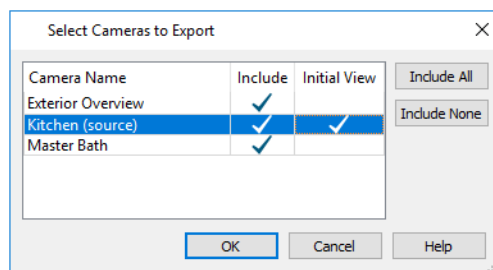 Select Cameras to Export
Camera Name Include Initial View
Exterior Overview
Kitchen (source)
Master Bath
Include All
Include None
OK Cancel Help